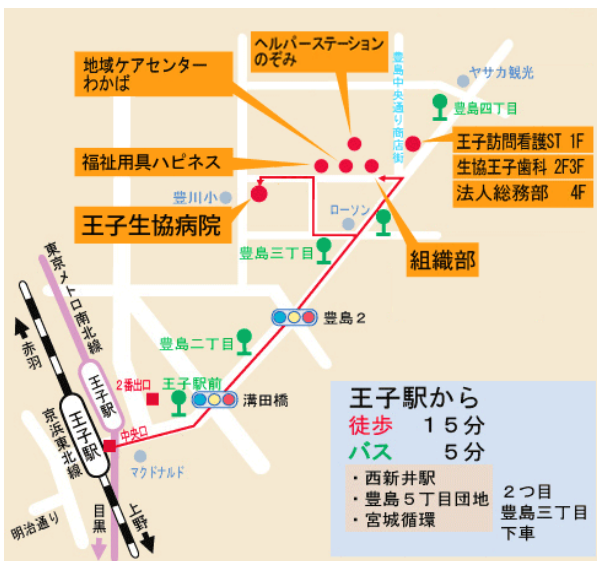 ヘルパーステーション
のぞみ
地域ケアセンター
わかば
豊島中央通り商店街
ヤサカ観光
豊島四丁目
王子訪問看護ST 1F
生協王子歯科 2F3F
法人総務部 4F
福祉用具ハピネス
豊川小
王子生協病院
ローソン
豊島三丁目
組織部
東京メトロ南北線
赤羽
豊島2
豊島二丁目
2番出口
王子駅前
溝田橋
王子駅
王子駅
京浜東北線
中央口
マクドナルド
明治通り
目黒
上野
王子駅から
徒歩 15分
バス 5分
・西新井駅
・豊島5丁目団地
・宮城循環
2つ目
豊島三丁目
下車